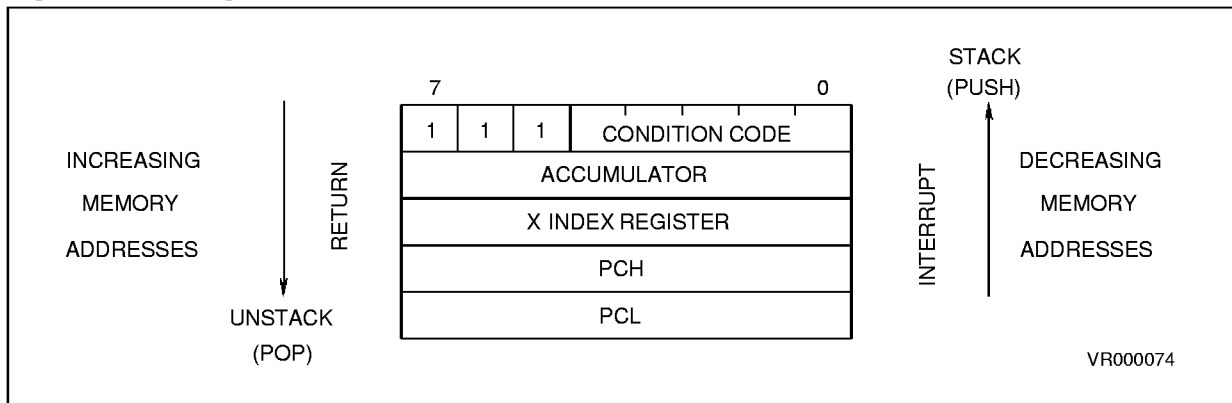 7 0
1 1 1 CONDITION CODE
ACCUMULATOR
X INDEX REGISTER
PCH
PCL
INCREASING
MEMORY
ADDRESSES
RETURN
UNSTACK
(POP)
STACK
(PUSH)
INTERRUPT
DECREASING
MEMORY
ADDRESSES
VR000074